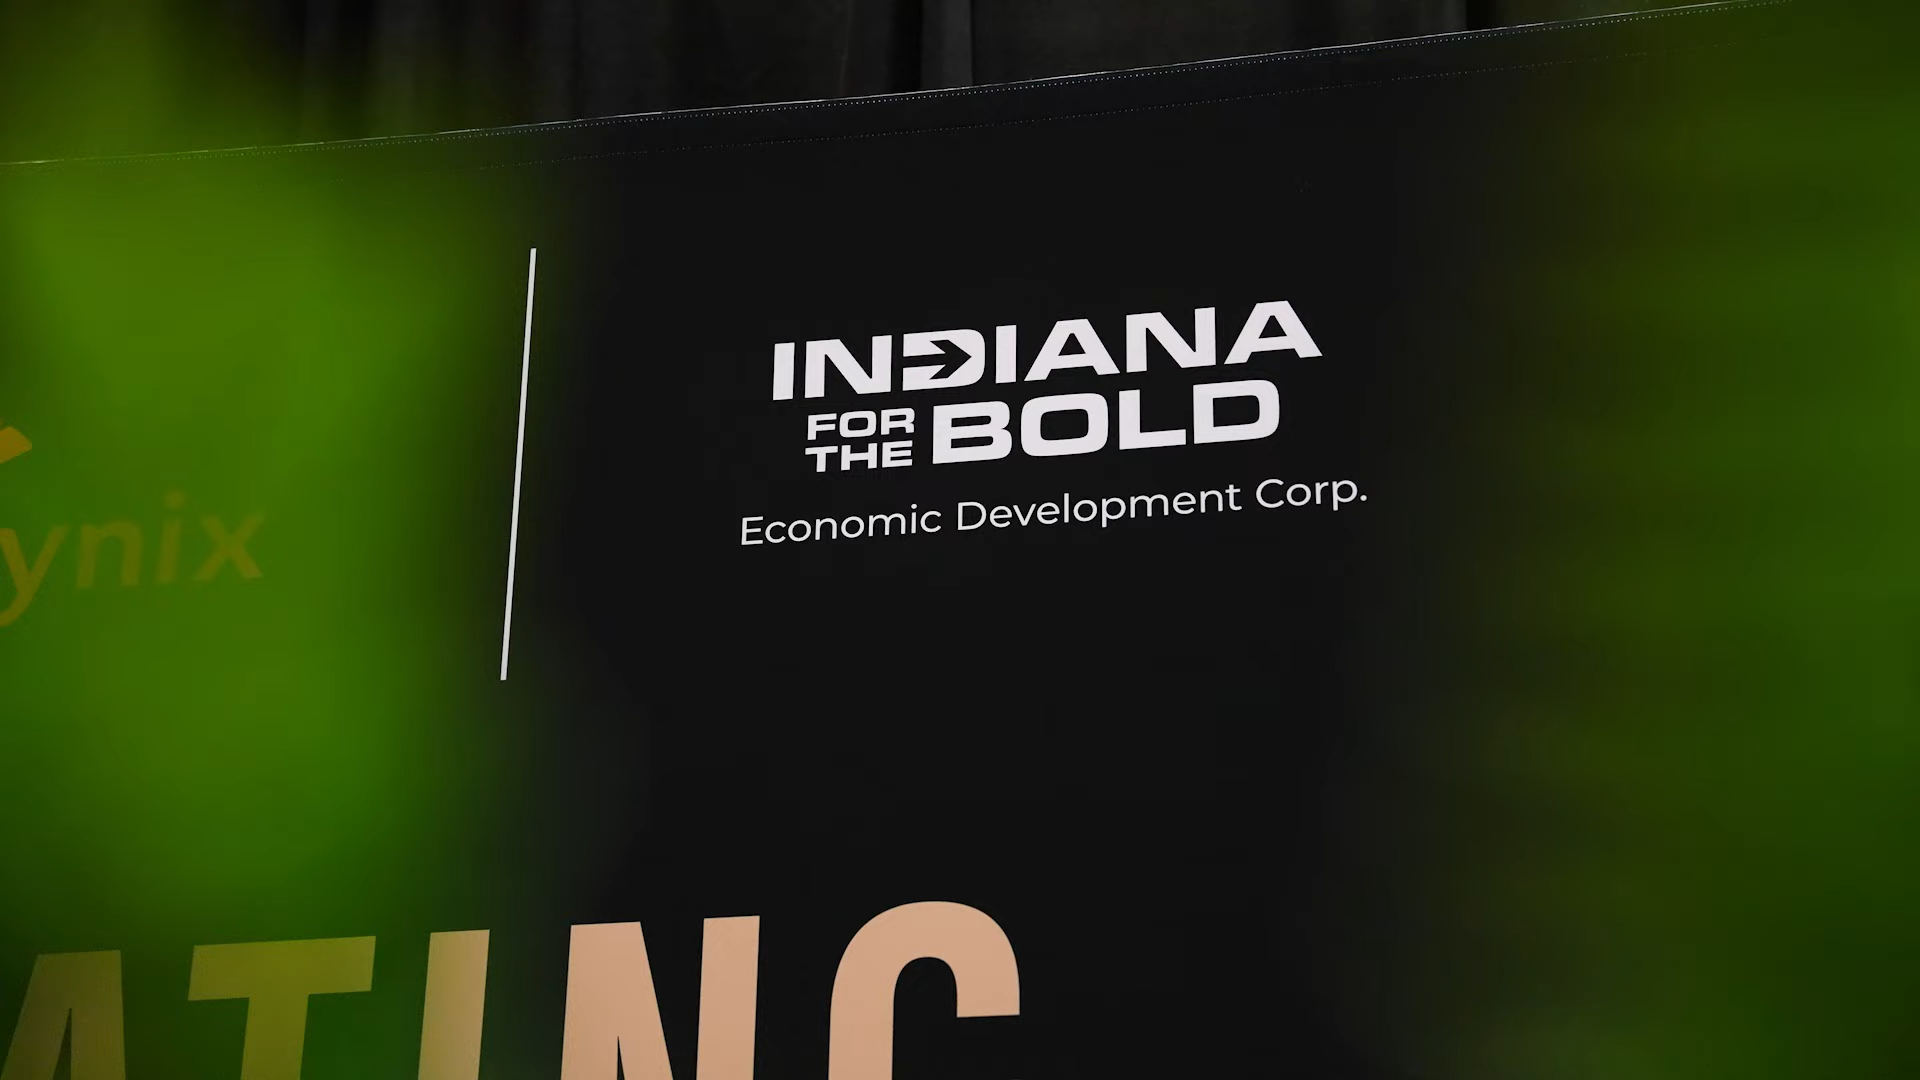 ynix
INDIANA
FOR THE BOLD
Economic Development Corp.
ATING